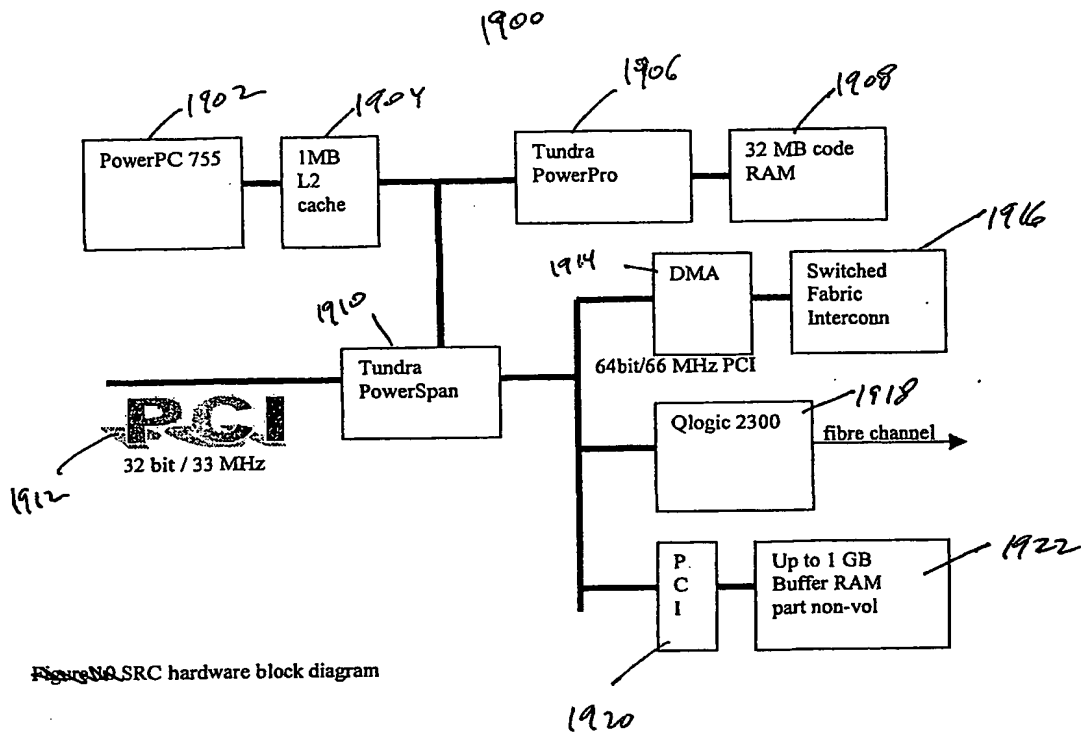 1900
1902
1904
1906
1908
PowerPC 755
1MB
L2
cache
Tundra
PowerPro
32 MB code
RAM
1910
1914
1916
DMA
Switched
Fabric
Interconn
Tundra
PowerSpan
64bit/66 MHz PCI
PCI
32 bit / 33 MHz
1912
1918
Qlogic 2300
fibre channel
P
C
I
Up to 1 GB
Buffer RAM
part non-vol
1922
1920
SRC hardware block diagram